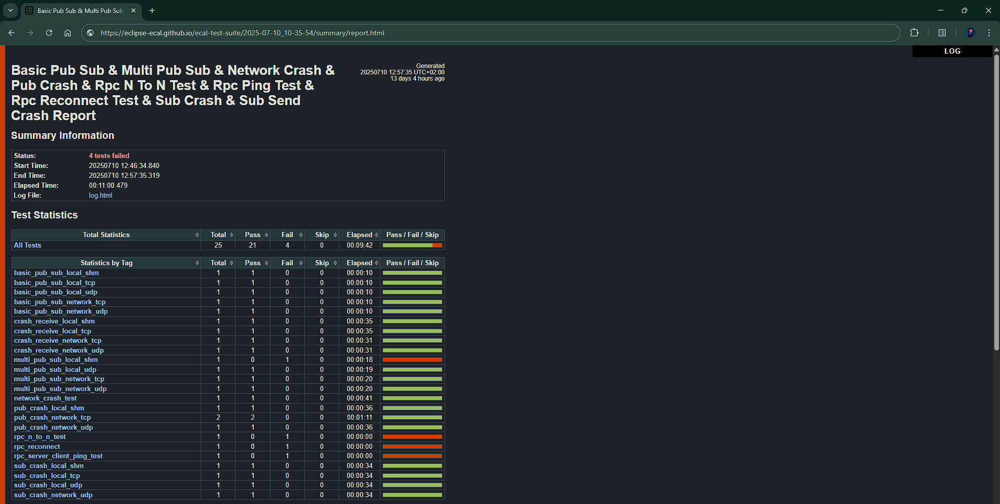 Basic Pub Sub & Multi Pub Sub
https://eclipse-ecal.github.io/ecal-test-suite/2025-07-10_10-35-54/summary/report.html
LOG
Basic Pub Sub & Multi Pub Sub & Network Crash &
Pub Crash & Rpc N To N Test & Rpc Ping Test &
Rpc Reconnect Test & Sub Crash & Sub Send
Crash Report
Generated
20250710 12:57:35 UTC+02:00
13 days 4 hours ago
Summary Information
Status: 4 tests failed
Start Time: 20250710 12:46:34.840
End Time: 20250710 12:57:35.319
Elapsed Time: 00:11:00.479
Log File: log.html
Test Statistics
Total Statistics Total Pass Fail Skip Elapsed Pass / Fail / Skip
All Tests 25 21 4 0 00:09:42
Statistics by Tag Total Pass Fail Skip Elapsed Pass / Fail / Skip
basic_pub_sub_local_shm 1 1 0 0 00:00:10
basic_pub_sub_local_tcp 1 1 0 0 00:00:10
basic_pub_sub_local_udp 1 1 0 0 00:00:10
basic_pub_sub_network_tcp 1 1 0 0 00:00:10
basic_pub_sub_network_udp 1 1 0 0 00:00:10
crash_receive_local_shm 1 1 0 0 00:00:35
crash_receive_local_tcp 1 1 0 0 00:00:35
crash_receive_network_tcp 1 1 0 0 00:00:31
crash_receive_network_udp 1 1 0 0 00:00:31
multi_pub_sub_local_shm 1 0 1 0 00:00:18
multi_pub_sub_local_udp 1 1 0 0 00:00:19
multi_pub_sub_network_tcp 1 1 0 0 00:00:20
multi_pub_sub_network_udp 1 1 0 0 00:00:20
network_crash_test 1 1 0 0 00:00:41
pub_crash_local_shm 1 1 0 0 00:00:36
pub_crash_network_tcp 2 2 0 0 00:01:11
pub_crash_network_udp 1 1 0 0 00:00:36
rpc_n_to_n_test 1 0 1 0 00:00:00
rpc_reconnect 1 0 1 0 00:00:00
rpc_server_client_ping_test 1 0 1 0 00:00:00
sub_crash_local_shm 1 1 0 0 00:00:34
sub_crash_local_tcp 1 1 0 0 00:00:34
sub_crash_local_udp 1 1 0 0 00:00:34
sub_crash_network_udp 1 1 0 0 00:00:34